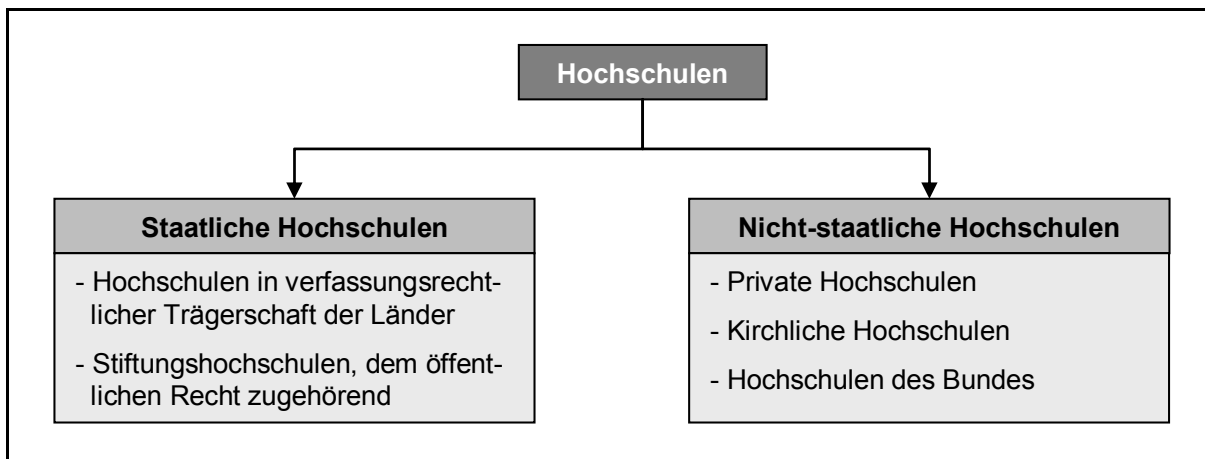 Hochschulen
Staatliche Hochschulen
- Hochschulen in verfassungsrecht-
licher Trägerschaft der Länder
- Stiftungshochschulen, dem öffent-
lichen Recht zugehörend
Nicht-staatliche Hochschulen
- Private Hochschulen
- Kirchliche Hochschulen
- Hochschulen des Bundes